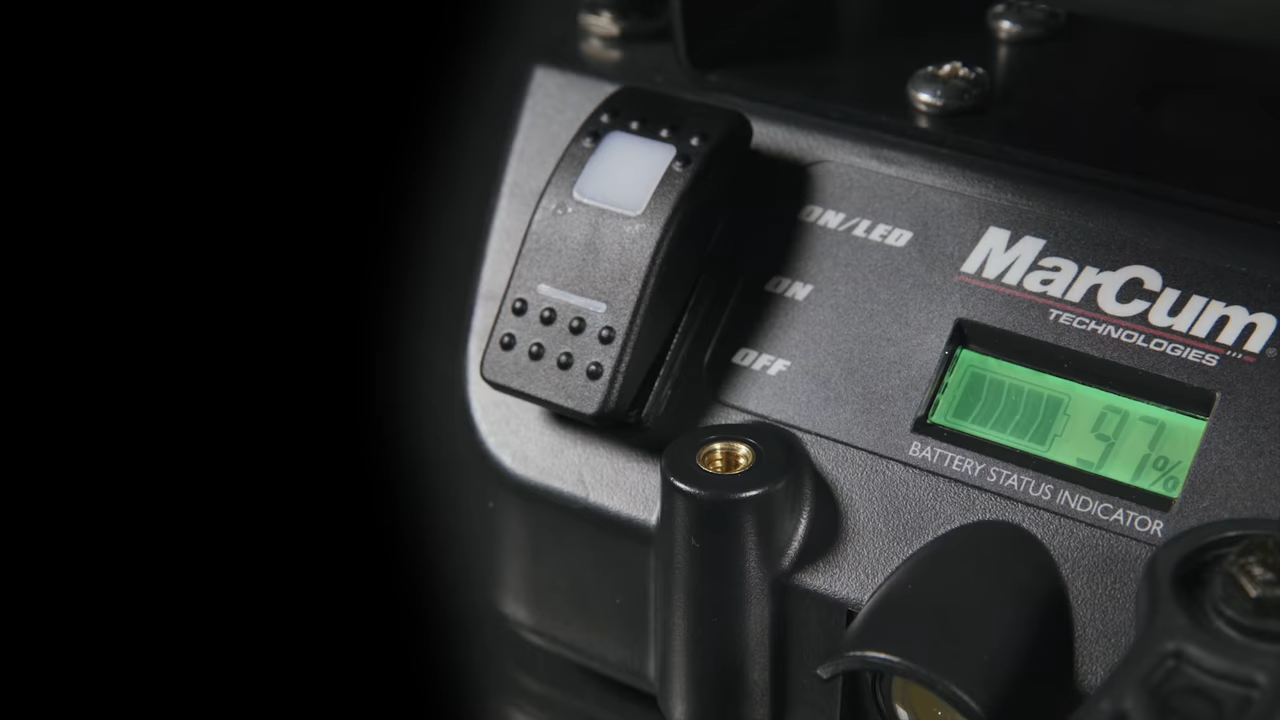 ON/LED
ON
OFF
MarCum
TECHNOLOGIES
97%
BATTERY STATUS INDICATOR